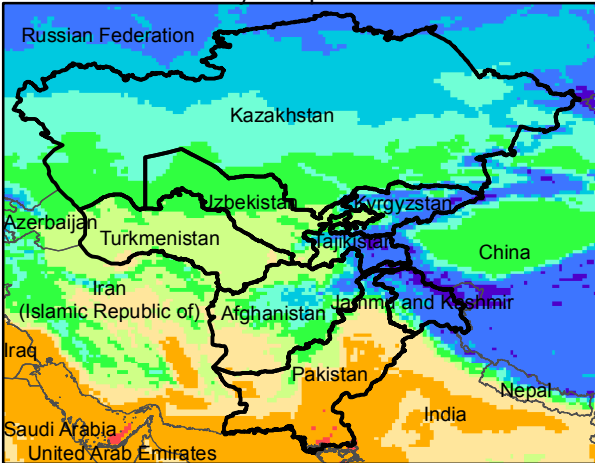 Russian Federation
Kazakhstan
Izbekistan
Kyrgyzstan
Azerbaijan
Turkmenistan
Tajikistan
China
Iran
(Islamic Republic of)
Afghanistan
Jammu and Kashmir
Iraq
Pakistan
Nepal
India
Saudi Arabia
United Arab Emirates